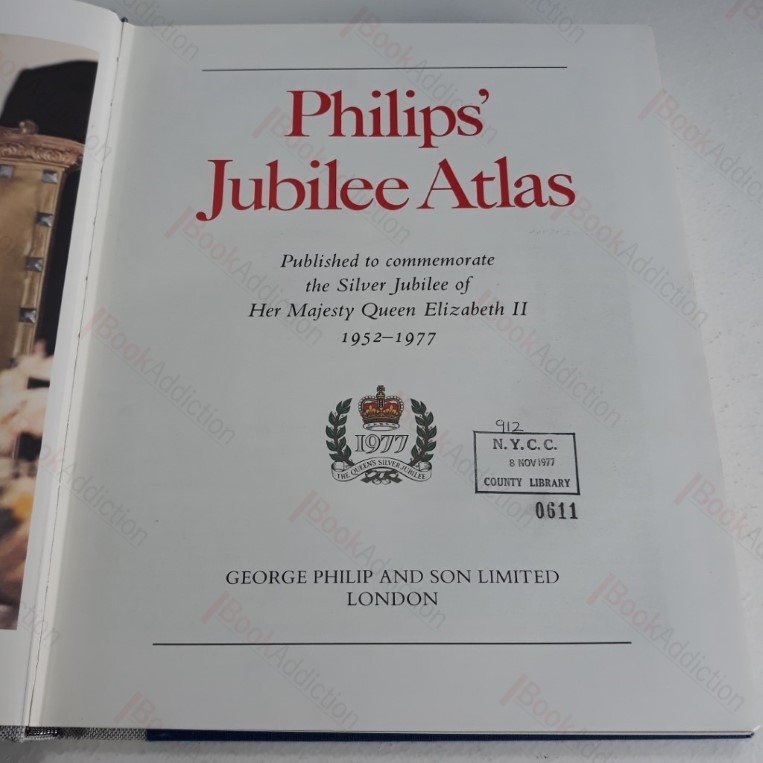 Philips'
Jubilee Atlas
Published to commemorate
the Silver Jubilee of
Her Majesty Queen Elizabeth II
1952–1977
1977
THE QUEEN'S SILVER JUBILEE
912
N.Y.C.C.
8 NOV 1977
COUNTY LIBRARY
0611
GEORGE PHILIP AND SON LIMITED
LONDON
BookAddiction